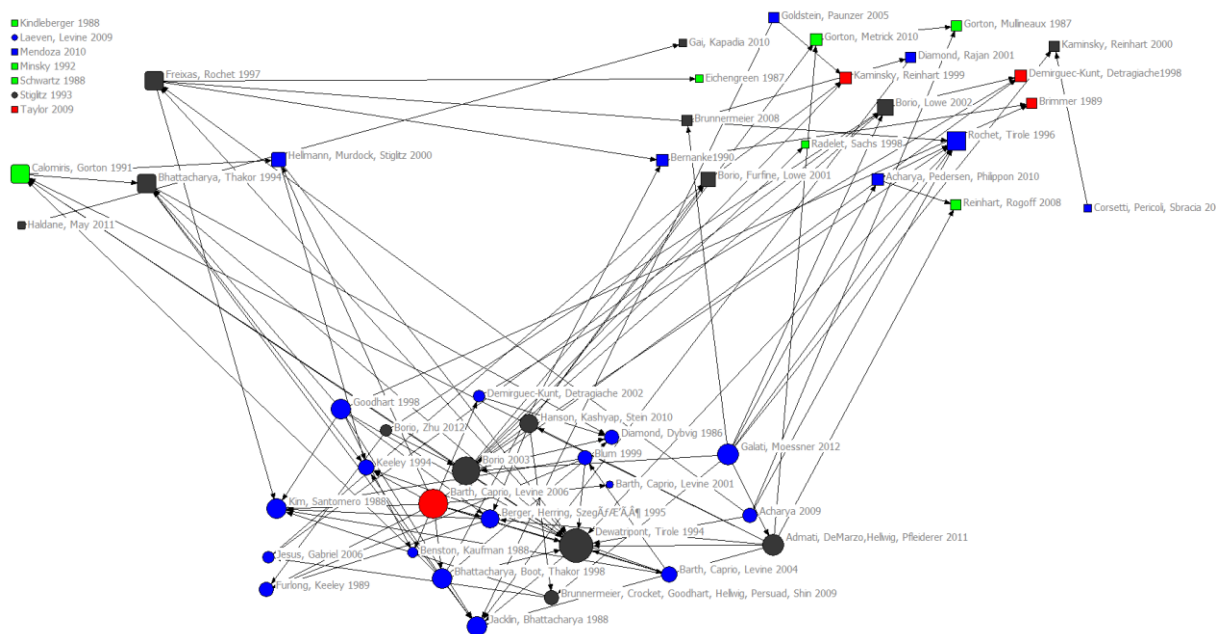 Kindleberger 1988
Laeven, Levine 2009
Mendoza 2010
Minsky 1992
Schwartz 1988
Stiglitz 1993
Taylor 2009
Goldstein, Paunzer 2005
Gorton, Mullineaux 1987
Gorton, Metrick 2010
Gai, Kapadia 2010
Kaminsky, Reinhart 2000
Diamond, Rajan 2001
Freixas, Rochet 1997
Eichengreen 1987
Kaminsky, Reinhart 1999
Demirguec-Kunt, Detragiache1998
Borio, Lowe 2002
Brimmer 1989
Brunnermeier 2008
Rochet, Tirole 1996
Radelet, Sachs 1998
Hellmann, Murdock, Stiglitz 2000
Bernanke1990
Calomiris, Gorton 1991
Bhattacharya, Thakor 1994
Borio, Furfine, Lowe 2001
Acharya, Pedersen, Philippon 2010
Reinhart, Rogoff 2008
Corsetti, Pericoli, Sbracia 20
Haldane, May 2011
Demirguec-Kunt, Detragiache 2002
Goodhart 1998
Hanson, Kashyap, Stein 2010
Borio, Zhu 2012
Diamond, Dybvig 1986
Galati, Moessner 2012
Blum 1999
Keeley 1994
Borio 2003
Barth, Caprio, Levine 2001
Barth, Caprio, Levine 2006
Kim, Santomero 1988
Berger, Herring, SzegÃƒÆ’Ã‚Â¶ 1995
Acharya 2009
Dewatripont, Tirole 1994
Admati, DeMarzo,Hellwig, Pfleiderer 2011
Jesus, Gabriel 2006
Benston, Kaufman 1988
Bhattacharya, Boot, Thakor 1998
Barth, Caprio, Levine 2004
Furlong, Keeley 1989
Brunnermeier, Crocket, Goodhart, Hellwig, Persuad, Shin 2009
Jacklin, Bhattacharya 1988